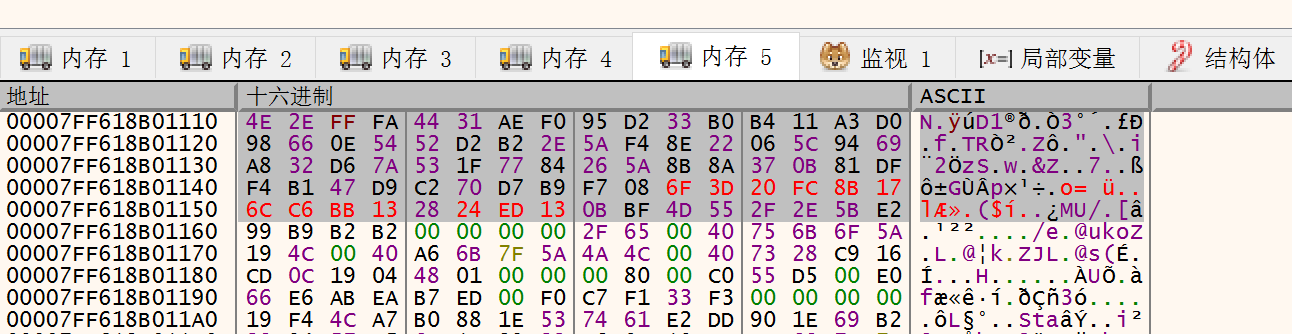 内存 1 内存 2 内存 3 内存 4 内存 5 监视 1 [x=] 局部变量 结构体
地址 十六进制 ASCII
00007FF618B01110 4E 2E FF FA 44 31 AE F0 95 D2 33 B0 B4 11 A3 D0 N.ÿúD1®ð.Ò3°´.£Ð
00007FF618B01120 98 66 0E 54 52 D2 B2 2E 5A F4 8E 22 06 5C 94 69 .f.TRÒ².Zô.".\.i
00007FF618B01130 A8 32 D6 7A 53 1F 77 84 26 5A 8B 8A 37 0B 81 DF ¨2ÖzS.w.&Z..7..ß
00007FF618B01140 F4 B1 47 D9 C2 70 D7 B9 F7 08 6F 3D 20 FC 8B 17 ô±GÙÂp×¹÷.o= ü..
00007FF618B01150 6C C6 BB 13 28 24 ED 13 0B BF 4D 55 2F 2E 5B E2 lÆ».($í..¿MU/.[â
00007FF618B01160 99 B9 B2 B2 00 00 00 00 2F 65 00 40 75 6B 6F 5A .¹²²..../e.@ukoZ
00007FF618B01170 19 4C 00 40 A6 6B 7F 5A 4A 4C 00 40 73 28 C9 16 .L.@¦k.ZJL.@s(É.
00007FF618B01180 CD 0C 19 04 48 01 00 00 00 80 00 C0 55 D5 00 E0 Í...H......ÀUÕ.à
00007FF618B01190 66 E6 AB EA B7 ED 00 F0 C7 F1 33 F3 00 00 00 00 fæ«ê·í.ðÇñ3ó....
00007FF618B011A0 19 F4 4C A7 B0 88 1E 53 74 61 E2 DD 90 1E 69 B2 .ôL§°..StaâÝ..i²